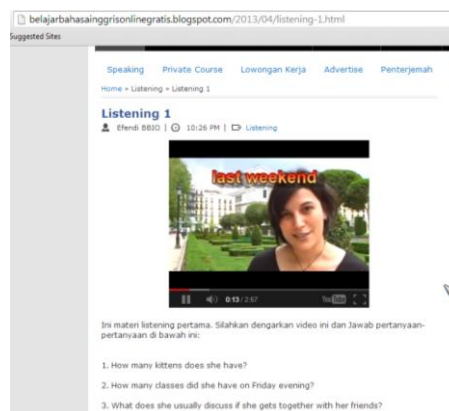 belajarbahasainggrisonlinegratis.blogspot.com/2013/04/listening-1.html
Suggested Sites
Speaking Private Course Lowongan Kerja Advertise Penterjemah
Home » Listening » Listening 1
Listening 1
Efendi BBIO | 10:26 PM | Listening
last weekend
0:13 / 2:67
YouTube
Ini materi listening pertama. Silahkan dengarkan video ini dan Jawab pertanyaan-
pertanyaan di bawah ini:
1. How many kittens does she have?
2. How many classes did she have on Friday evening?
3. What does she usually discuss if she gets together with her friends?